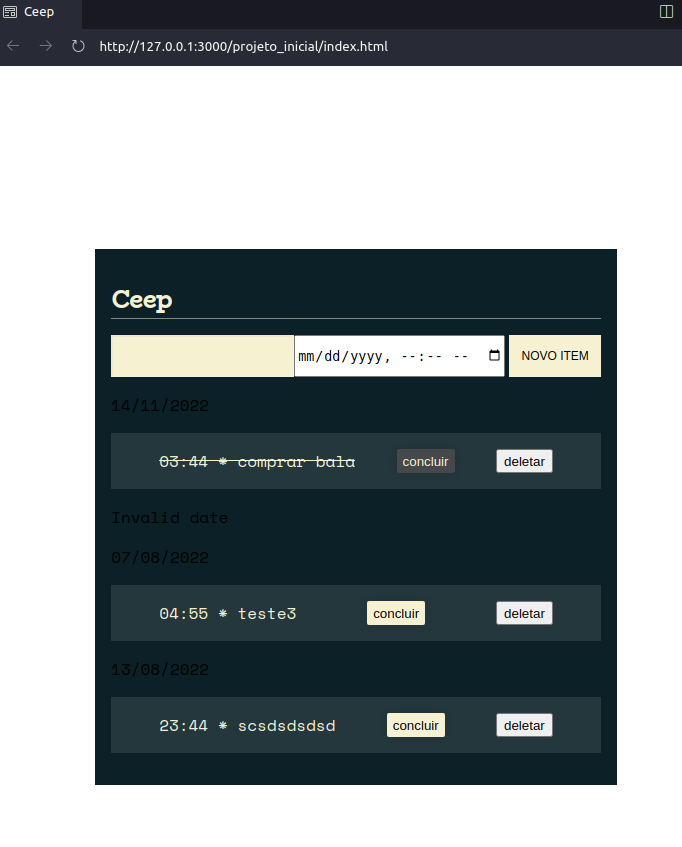 Ceep
http://127.0.0.1:3000/projeto_inicial/index.html
Ceep
mm/dd/yyyy, --:-- -- NOVO ITEM
14/11/2022
03:44 * comprar bala concluir deletar
Invalid date
07/08/2022
04:55 * teste3 concluir deletar
13/08/2022
23:44 * scsdsdsdsd concluir deletar